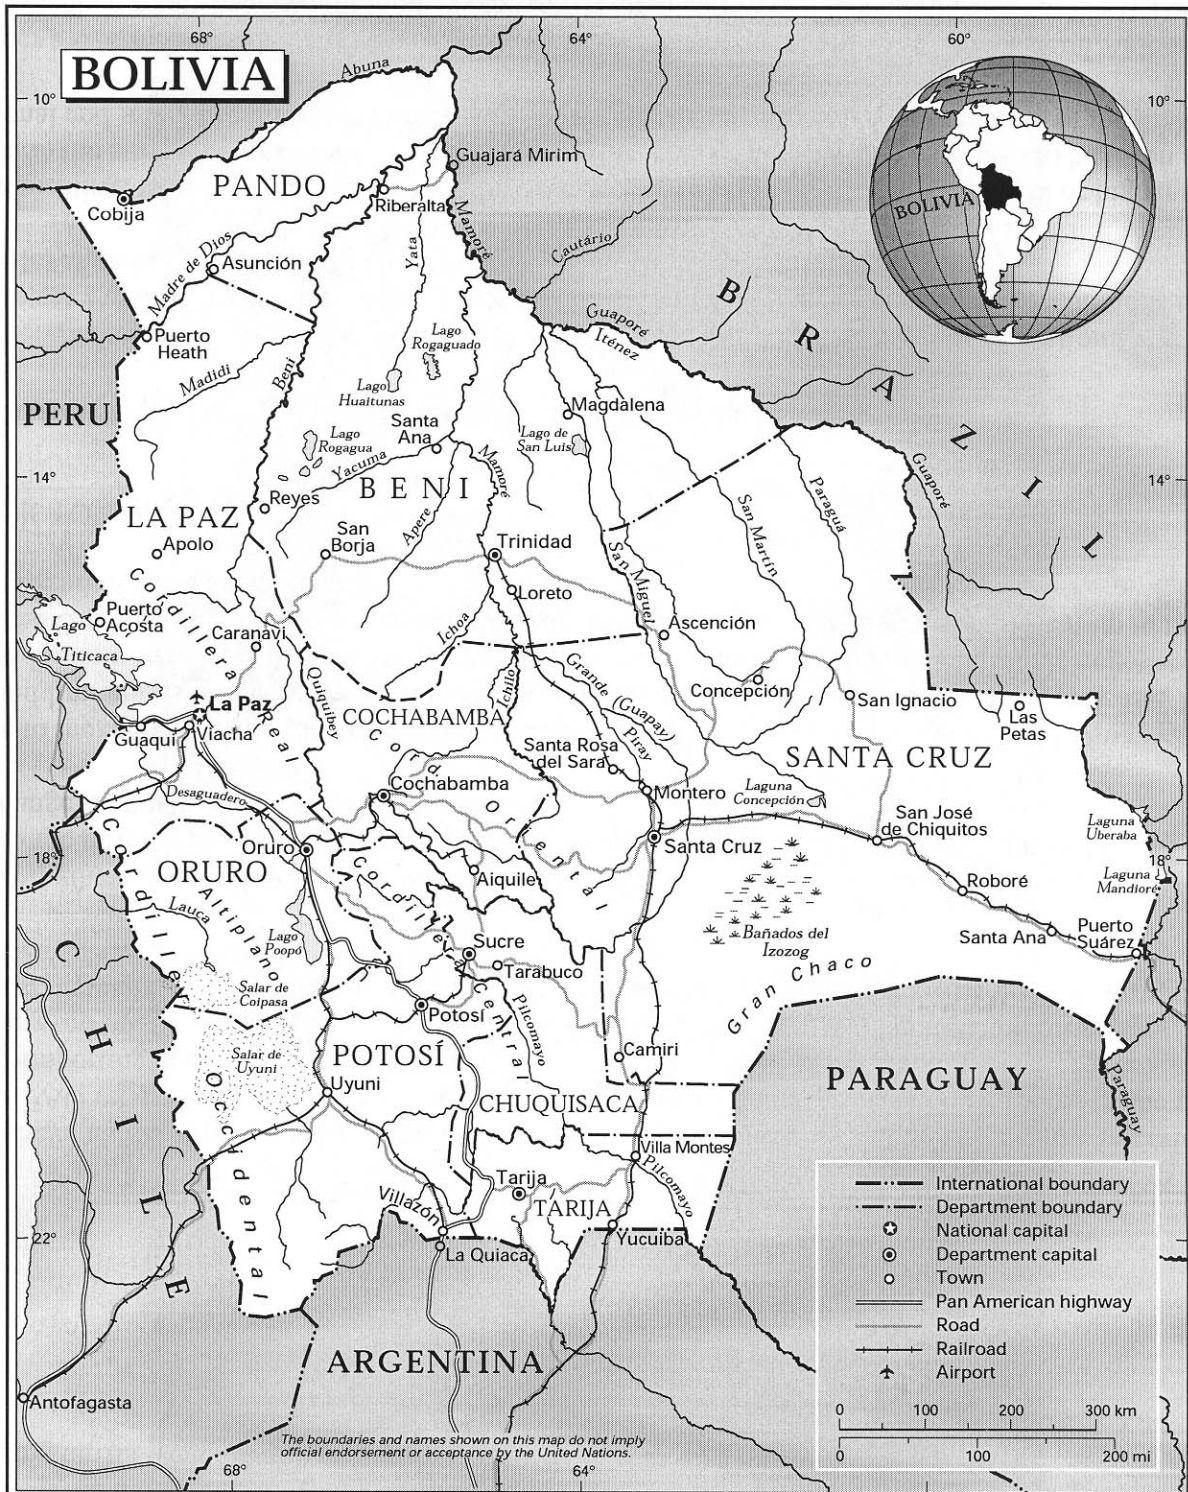 68°
64°
60°
BOLIVIA
Abuna
10°
10°
Guajará Mirim
PANDO
Cobija
Riberalta
BOLIVIA
Mamoré
Yata
Cautário
Madre de Dios
Asunción
B R A Z I L
Guaporé
Iténez
Puerto
Heath
Lago
Rogaguado
Madidi
Beni
Lago
Huaitunas
PERU
Magdalena
Santa
Ana
Lago
Rogagua
Lago de
San Luis
Yacuma
Mamoré
Guaporé
14°
14°
BENI
Reyes
Paraguá
San
Martín
LA PAZ
Apere
San
Borja
Trinidad
Apolo
San Miguel
Cordillera Real
Loreto
Puerto
Acosta
Ichoa
Ascención
Lago
Titicaca
Caranavi
Grande (Guapay)
Concepción
San Ignacio
Quiquibey
Ichilo
La Paz
Las
Petas
COCHABAMBA
Guaqui
Viacha
Piray
Santa Rosa
del Sara
SANTA CRUZ
Cord. Oriental
Cochabamba
Desaguadero
Montero
Laguna
Concepción
San José
de Chiquitos
Laguna
Uberaba
Oruro
Santa Cruz
18°
18°
ORURO
Aiquile
Laguna
Mandioré
Roboré
Altiplano
Lauca
Cordillera Central
Lago
Poopó
Sucre
Bañados del
Izozog
Santa Ana
Puerto
Suárez
Tarabuco
Gran Chaco
Salar de
Coipasa
Potosí
Pilcomayo
CHILE
Salar de
Uyuni
POTOSÍ
Camiri
Uyuni
PARAGUAY
Paraguay
CHUQUISACA
Cordillera Occidental
Villa Montes
Pilcomayo
Tarija
TARIJA
Villazón
22°
Yucuiba
La Quiaca
International boundary
Department boundary
National capital
Department capital
Town
Pan American highway
Road
Railroad
Airport
ARGENTINA
Antofagasta
0 100 200 300 km
0 100 200 mi
The boundaries and names shown on this map do not imply
official endorsement or acceptance by the United Nations.
68°
64°